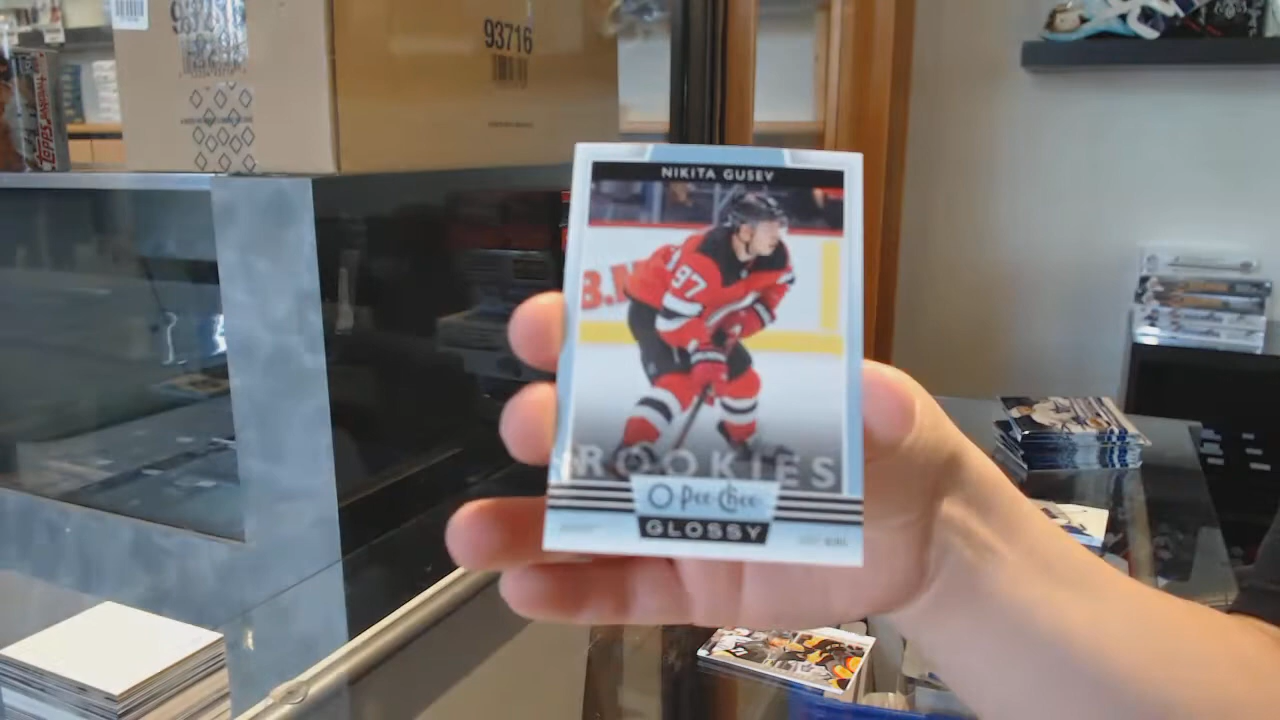 93716
TOPPS
NIKITA GUSEV
97
B.M
ROOKIES
O-Pee-Chee
GLOSSY